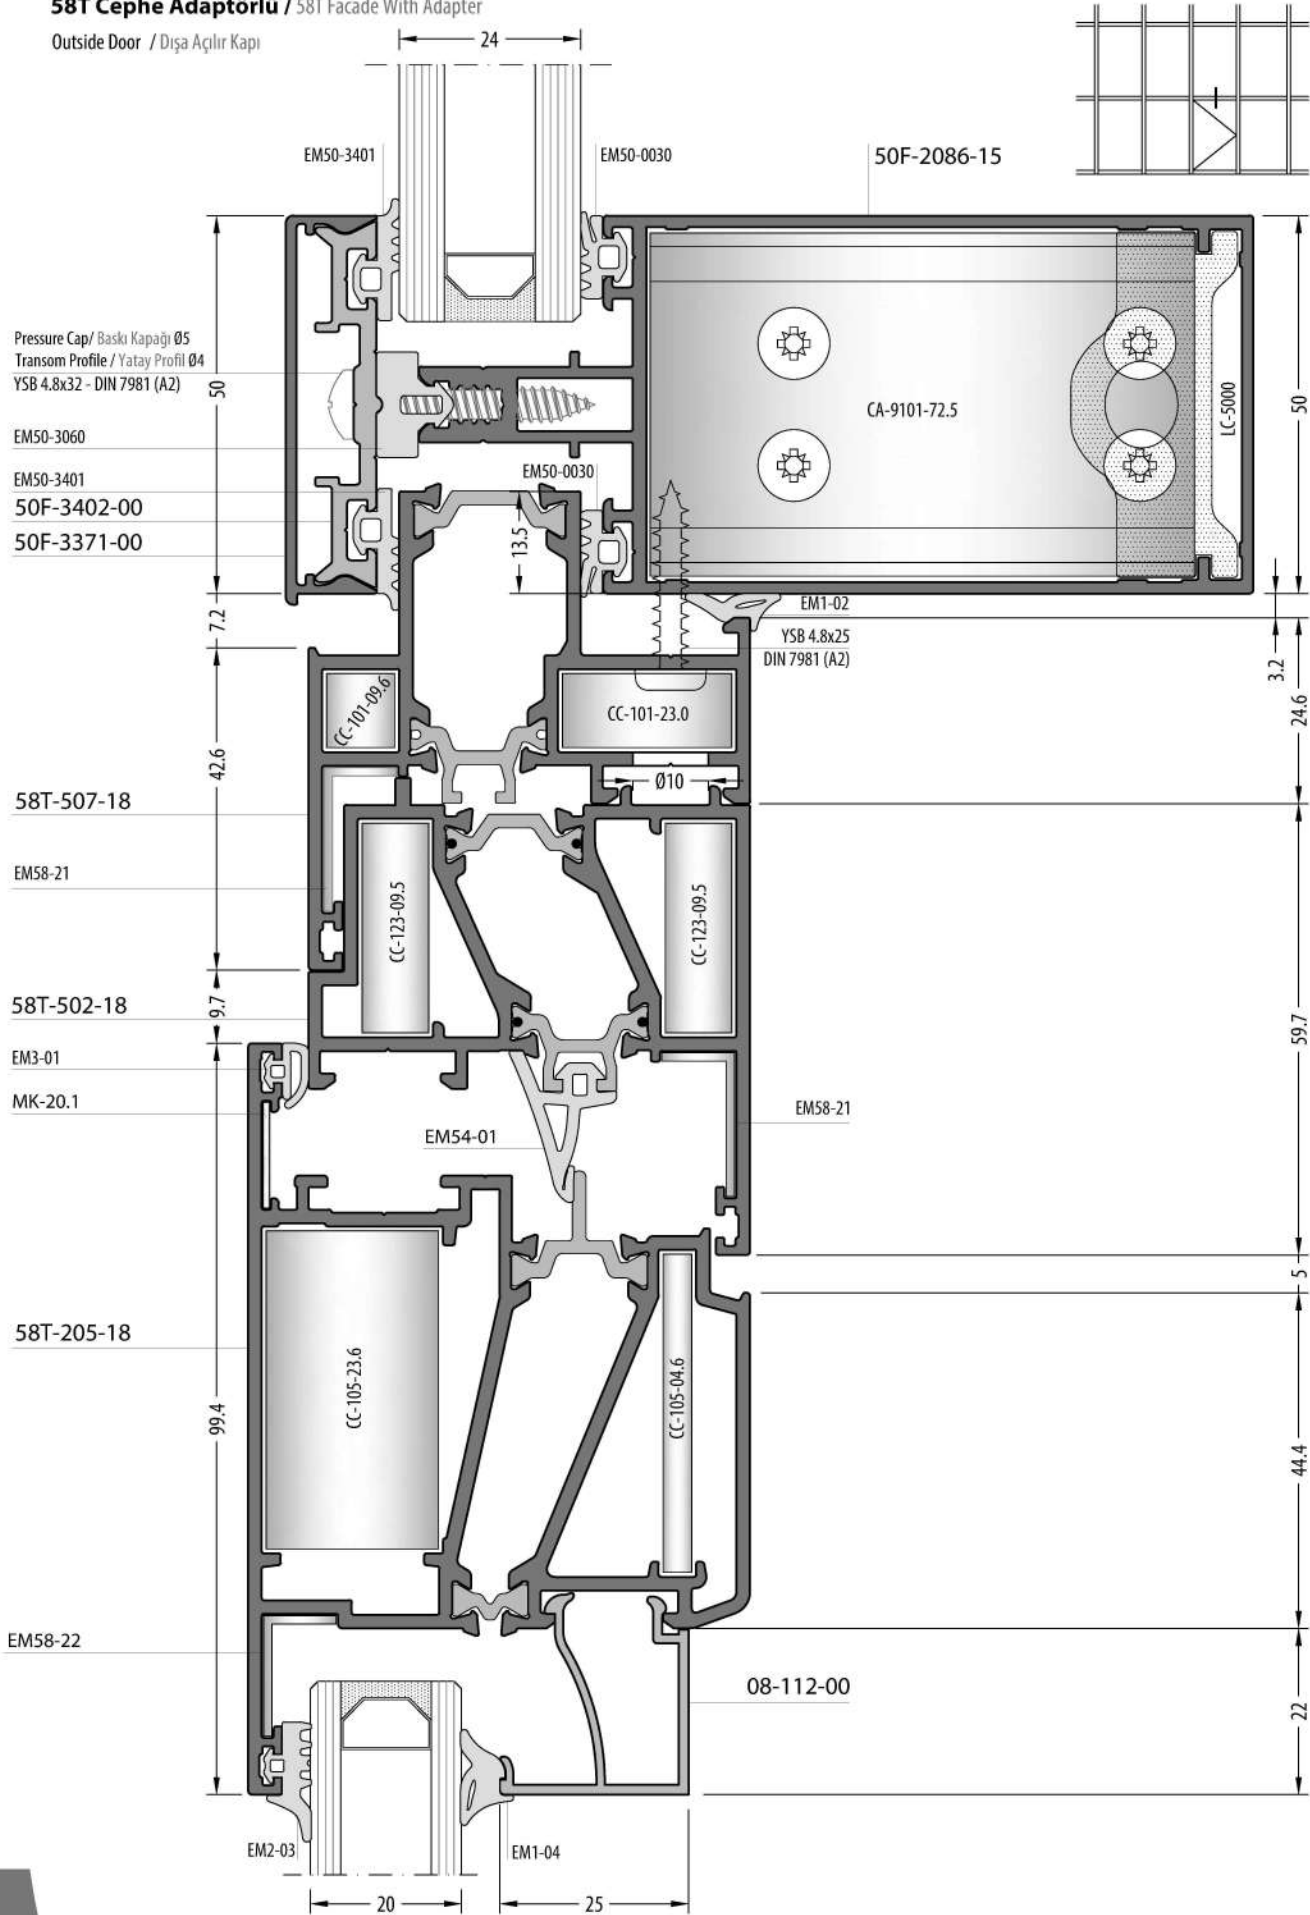 58T Cephe Adaptörlü / 58T Facade With Adapter
Outside Door / Dışa Açılır Kapı
24
EM50-3401
EM50-0030
50F-2086-15
Pressure Cap/ Baskı Kapağı Ø5
Transom Profile / Yatay Profil Ø4
YSB 4.8x32 - DIN 7981 (A2)
50
50
CA-9101-72.5
LC-5000
EM50-3060
EM50-3401
EM50-0030
50F-3402-00
50F-3371-00
13.5
7.2
EM1-02
YSB 4.8x25
DIN 7981 (A2)
3.2
24.6
CC-101-09.6
CC-101-23.0
42.6
Ø10
58T-507-18
EM58-21
CC-123-09.5
CC-123-09.5
58T-502-18
9.7
59.7
EM3-01
MK-20.1
EM54-01
EM58-21
5
58T-205-18
CC-105-23.6
CC-105-04.6
99.4
44.4
EM58-22
08-112-00
22
EM2-03
EM1-04
20
25